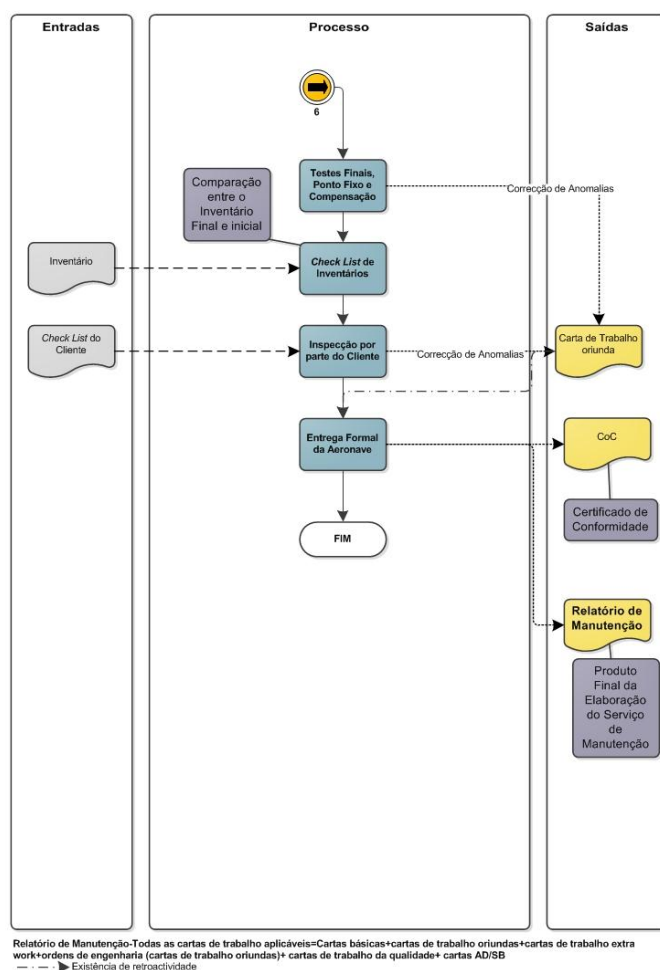 Entradas
Processo
Saídas
6
Testes Finais,
Ponto Fixo e
Compensação
Correcção de Anomalias
Comparação
entre o
Inventário
Final e inicial
Inventário
Check List de
Inventários
Check List do
Cliente
Inspecção por
parte do Cliente
Correcção de Anomalias
Carta de Trabalho
oriunda
Entrega Formal
da Aeronave
CoC
Certificado de
Conformidade
FIM
Relatório de
Manutenção
Produto
Final da
Elaboração
do Serviço
de
Manutenção
Relatório de Manutenção-Todas as cartas de trabalho aplicáveis=Cartas básicas+cartas de trabalho oriundas+cartas de trabalho extra
work+ordens de engenharia (cartas de trabalho oriundas)+ cartas de trabalho da qualidade+ cartas AD/SB
Existência de retroactividade